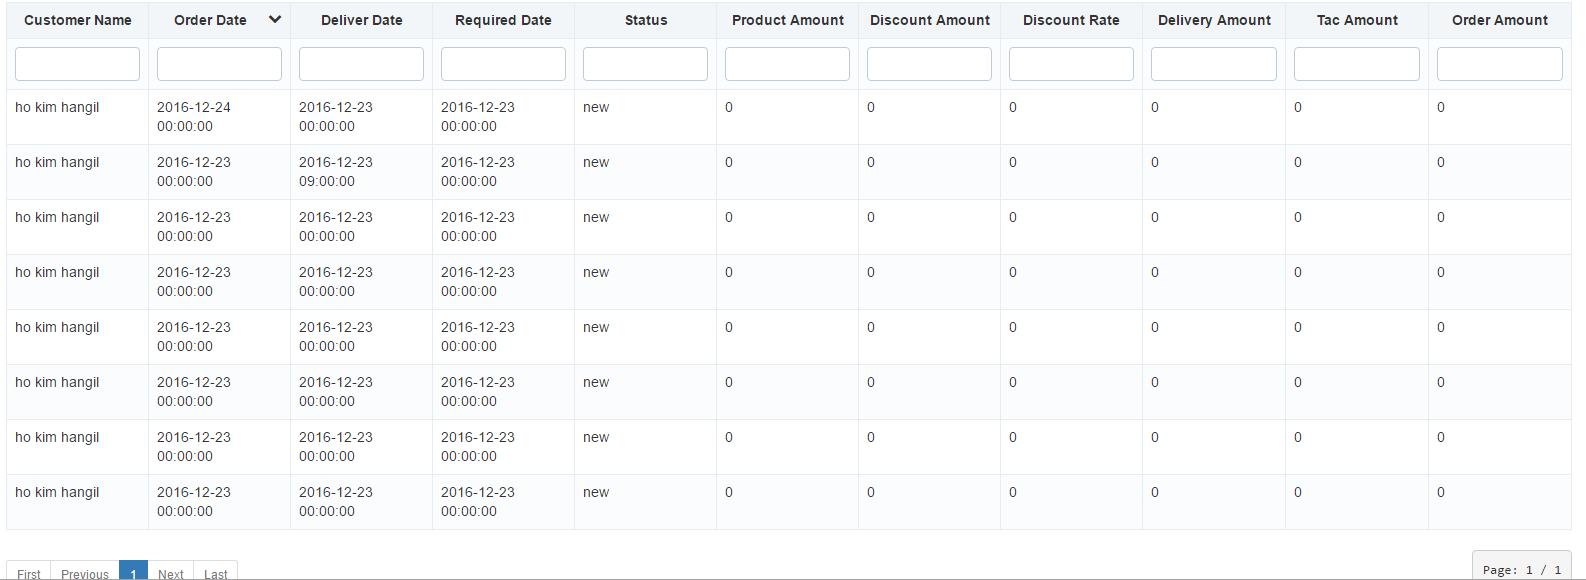 Customer Name Order Date Deliver Date Required Date Status Product Amount Discount Amount Discount Rate Delivery Amount Tac Amount Order Amount
ho kim hangil 2016-12-24 2016-12-23 2016-12-23 new 0 0 0 0 0 0
00:00:00 00:00:00 00:00:00
ho kim hangil 2016-12-23 2016-12-23 2016-12-23 new 0 0 0 0 0 0
00:00:00 09:00:00 00:00:00
ho kim hangil 2016-12-23 2016-12-23 2016-12-23 new 0 0 0 0 0 0
00:00:00 00:00:00 00:00:00
ho kim hangil 2016-12-23 2016-12-23 2016-12-23 new 0 0 0 0 0 0
00:00:00 00:00:00 00:00:00
ho kim hangil 2016-12-23 2016-12-23 2016-12-23 new 0 0 0 0 0 0
00:00:00 00:00:00 00:00:00
ho kim hangil 2016-12-23 2016-12-23 2016-12-23 new 0 0 0 0 0 0
00:00:00 00:00:00 00:00:00
ho kim hangil 2016-12-23 2016-12-23 2016-12-23 new 0 0 0 0 0 0
00:00:00 00:00:00 00:00:00
ho kim hangil 2016-12-23 2016-12-23 2016-12-23 new 0 0 0 0 0 0
00:00:00 00:00:00 00:00:00
First Previous 1 Next Last Page: 1 / 1